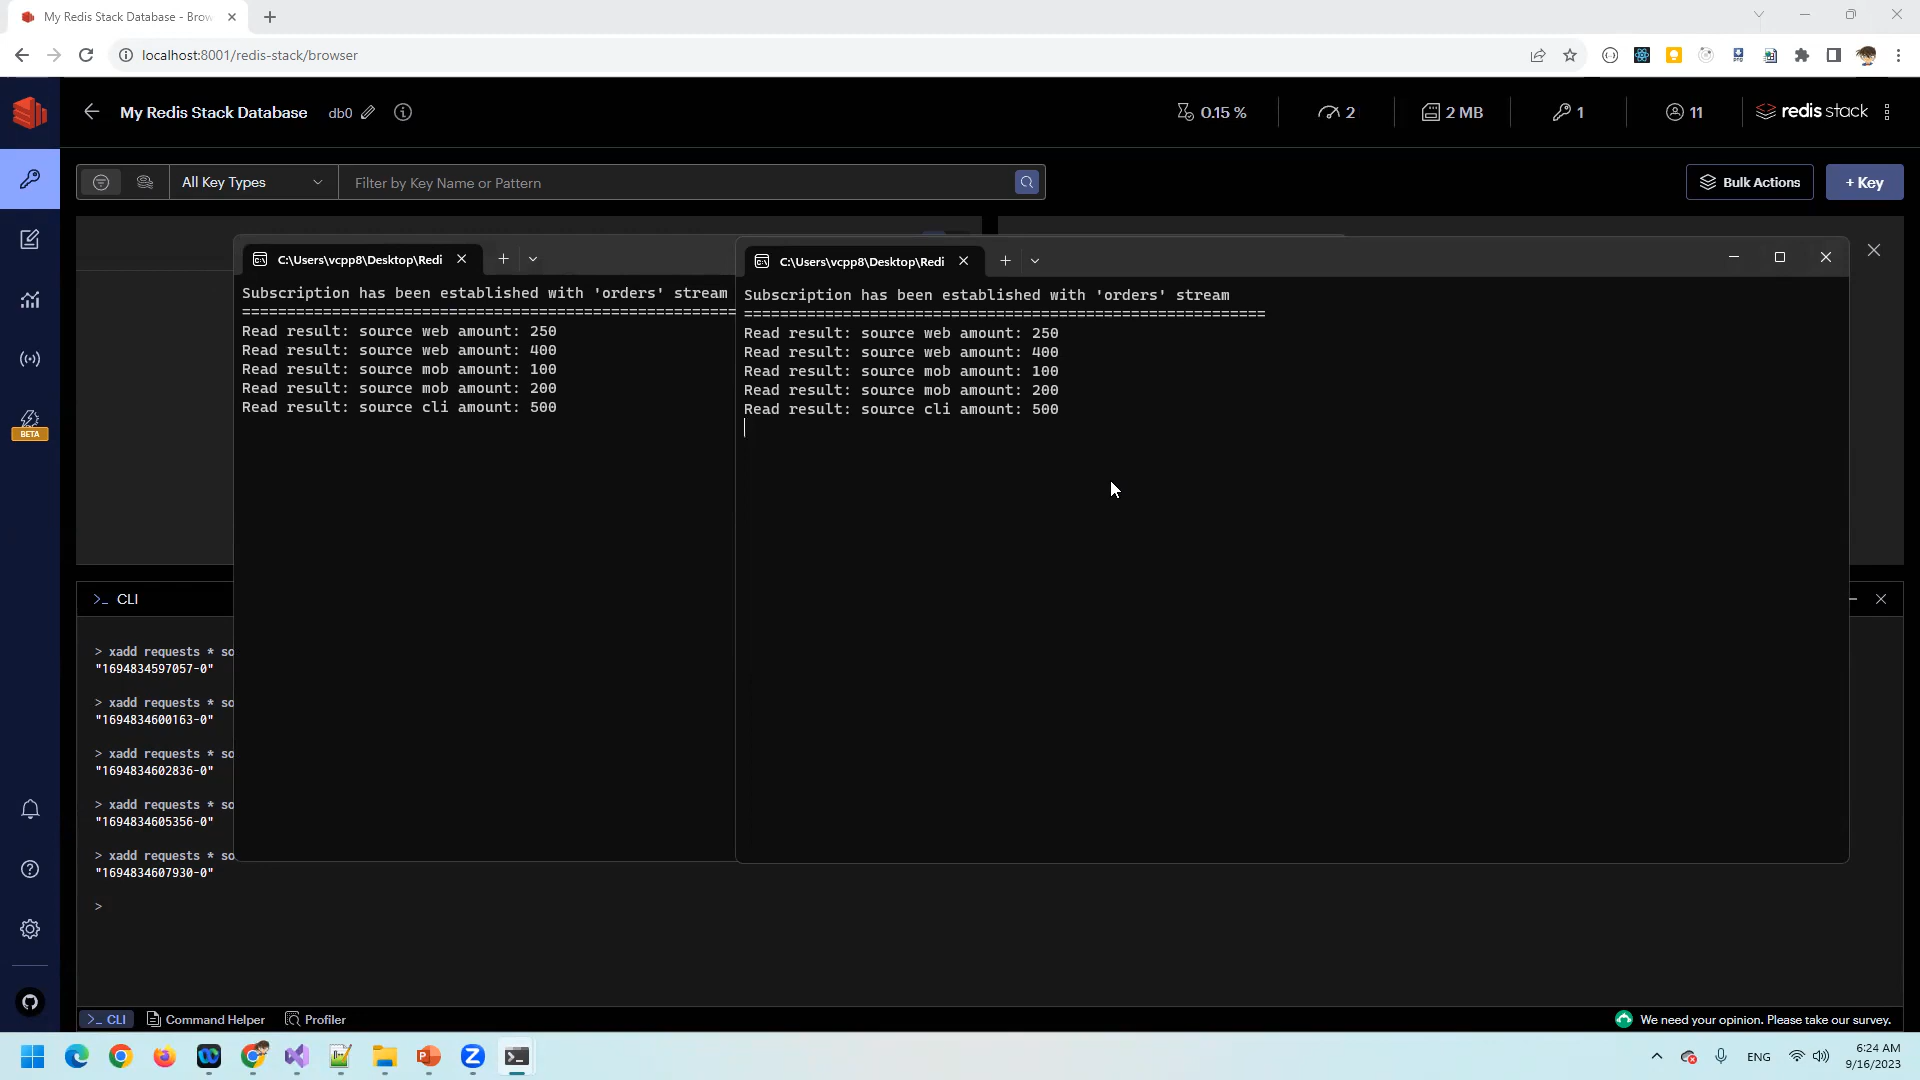 My Redis Stack Database - Brow
localhost:8001/redis-stack/browser
My Redis Stack Database
db0
0.15 %
2
2 MB
1
11
redis stack
All Key Types
Filter by Key Name or Pattern
Bulk Actions
+ Key
C:\Users\vcpp8\Desktop\Redi
Subscription has been established with 'orders' stream
======================================================
Read result: source web amount: 250
Read result: source web amount: 400
Read result: source mob amount: 100
Read result: source mob amount: 200
Read result: source cli amount: 500
C:\Users\vcpp8\Desktop\Redi
Subscription has been established with 'orders' stream
==========================================================
Read result: source web amount: 250
Read result: source web amount: 400
Read result: source mob amount: 100
Read result: source mob amount: 200
Read result: source cli amount: 500
BETA
>_ CLI
> xadd requests * so
"1694834597057-0"
> xadd requests * so
"1694834600163-0"
> xadd requests * so
"1694834602836-0"
> xadd requests * so
"1694834605356-0"
> xadd requests * so
"1694834607930-0"
>
>_ CLI
Command Helper
Profiler
We need your opinion. Please take our survey.
ENG
6:24 AM
9/16/2023